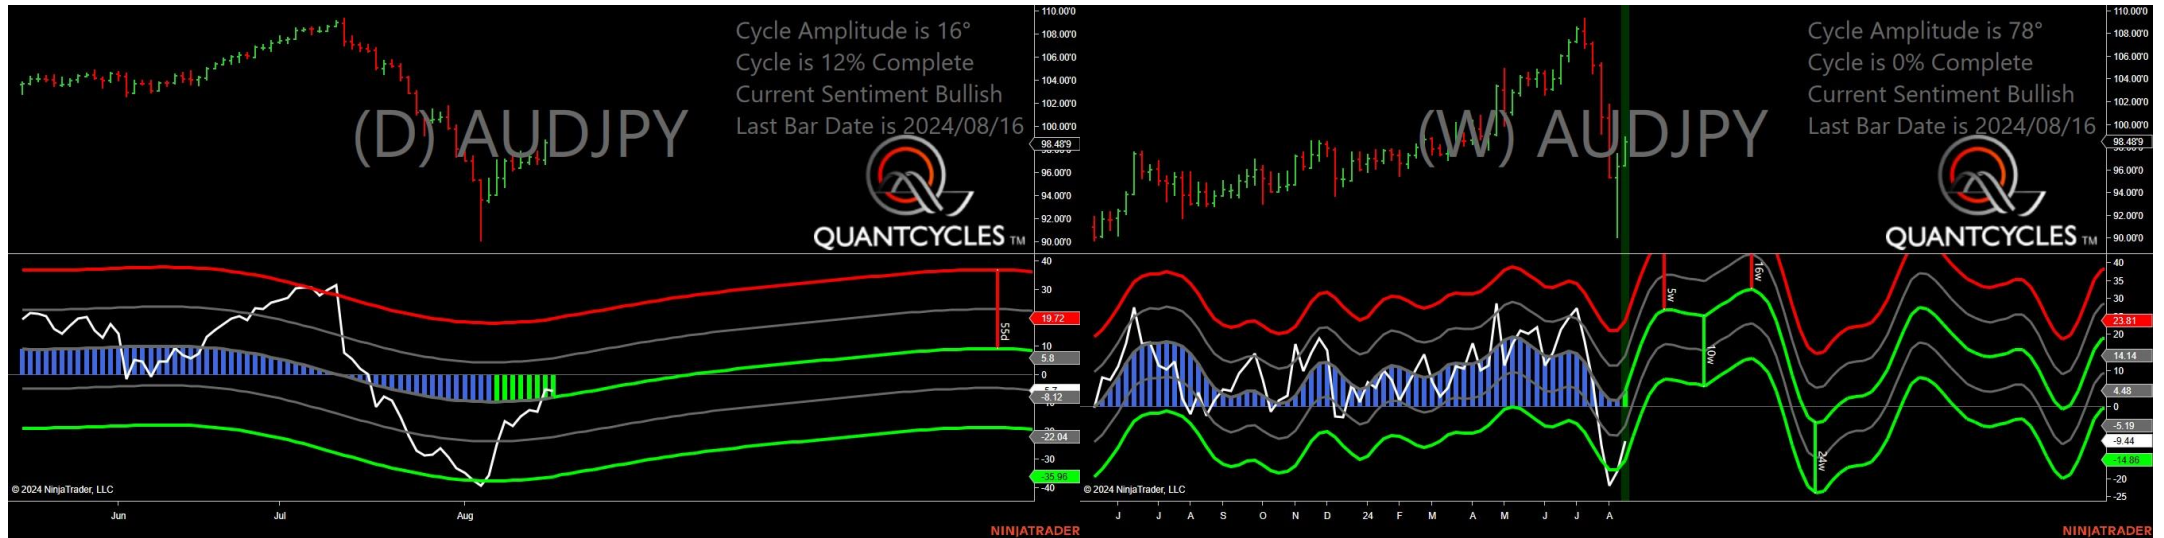 Cycle Amplitude is 16°
Cycle is 12% Complete
Current Sentiment Bullish
Last Bar Date is 2024/08/16
(D) AUDJPY
QUANTCYCLES TM
110.00'0
108.00'0
106.00'0
104.00'0
102.00'0
100.00'0
98.48'9
96.00'0
94.00'0
92.00'0
90.00'0
40
30
19.72
10
5.8
0
-8.12
-22.04
-30
-35.96
-40
55d
© 2024 NinjaTrader, LLC
Jun
Jul
Aug
NINJATRADER
Cycle Amplitude is 78°
Cycle is 0% Complete
Current Sentiment Bullish
Last Bar Date is 2024/08/16
(W) AUDJPY
QUANTCYCLES TM
110.00'0
108.00'0
106.00'0
104.00'0
102.00'0
100.00'0
98.48'9
96.00'0
94.00'0
92.00'0
90.00'0
40
35
30
23.81
20
14.14
10
4.48
0
-5.19
-9.44
-14.86
-20
-25
5w
16w
10w
24w
© 2024 NinjaTrader, LLC
J
J
A
S
O
N
D
24
F
M
A
M
J
J
A
NINJATRADER